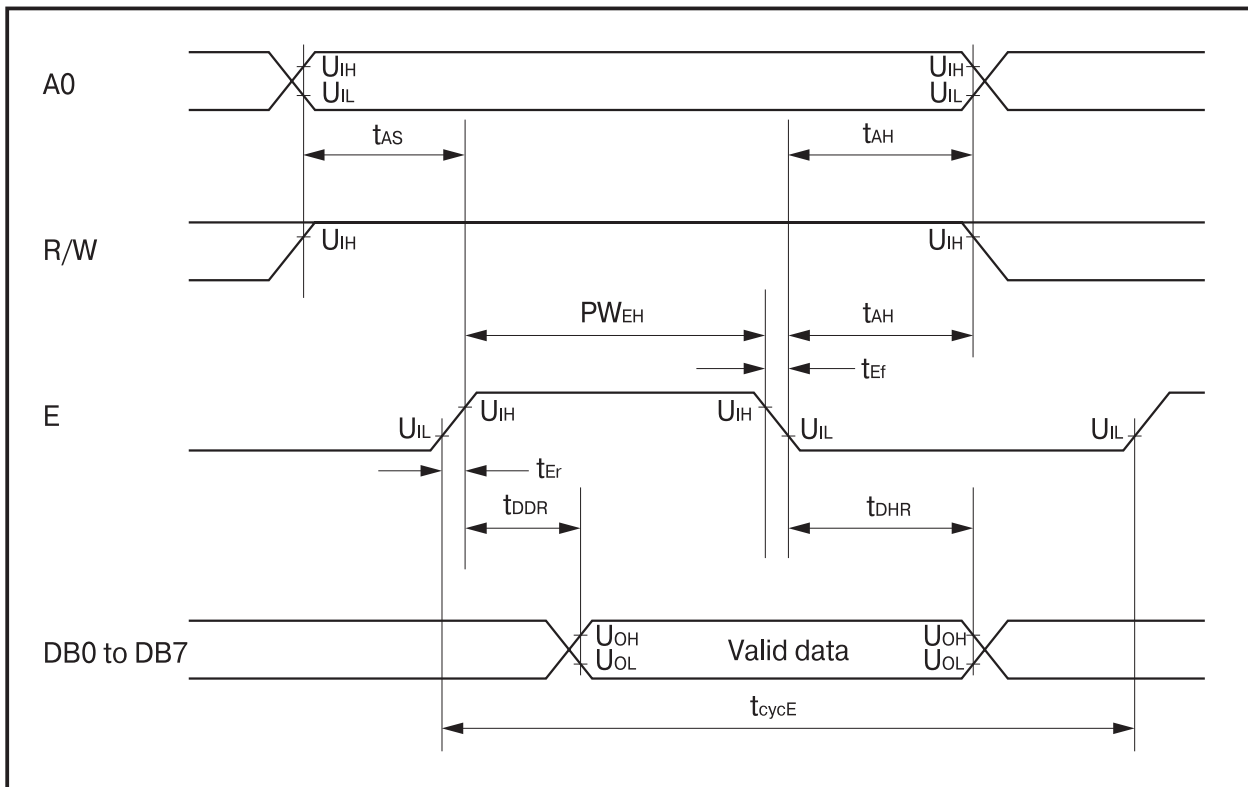 A0
UIH
UIL
UIH
UIL
tAS
tAH
R/W
UIH
UIH
PWEH
tAH
tEf
E
UIL
UIH
UIH
UIL
UIL
tEr
tDDR
tDHR
DB0 to DB7
UOH
UOL
Valid data
UOH
UOL
tcycE